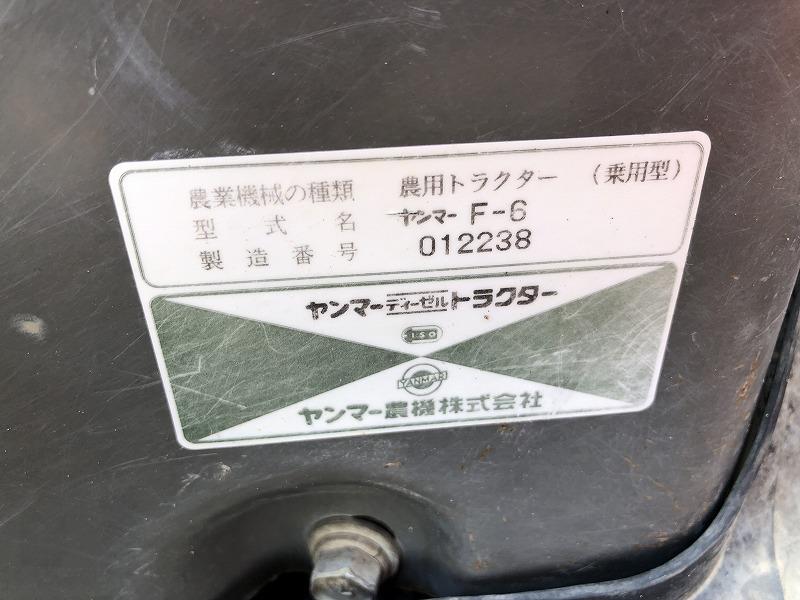 農業機械の種類 農用トラクター (乗用型)
型式名 ヤンマー F-6
製造番号 012238
ヤンマーディーゼルトラクター
ISO
YANMAR
ヤンマー農機株式会社